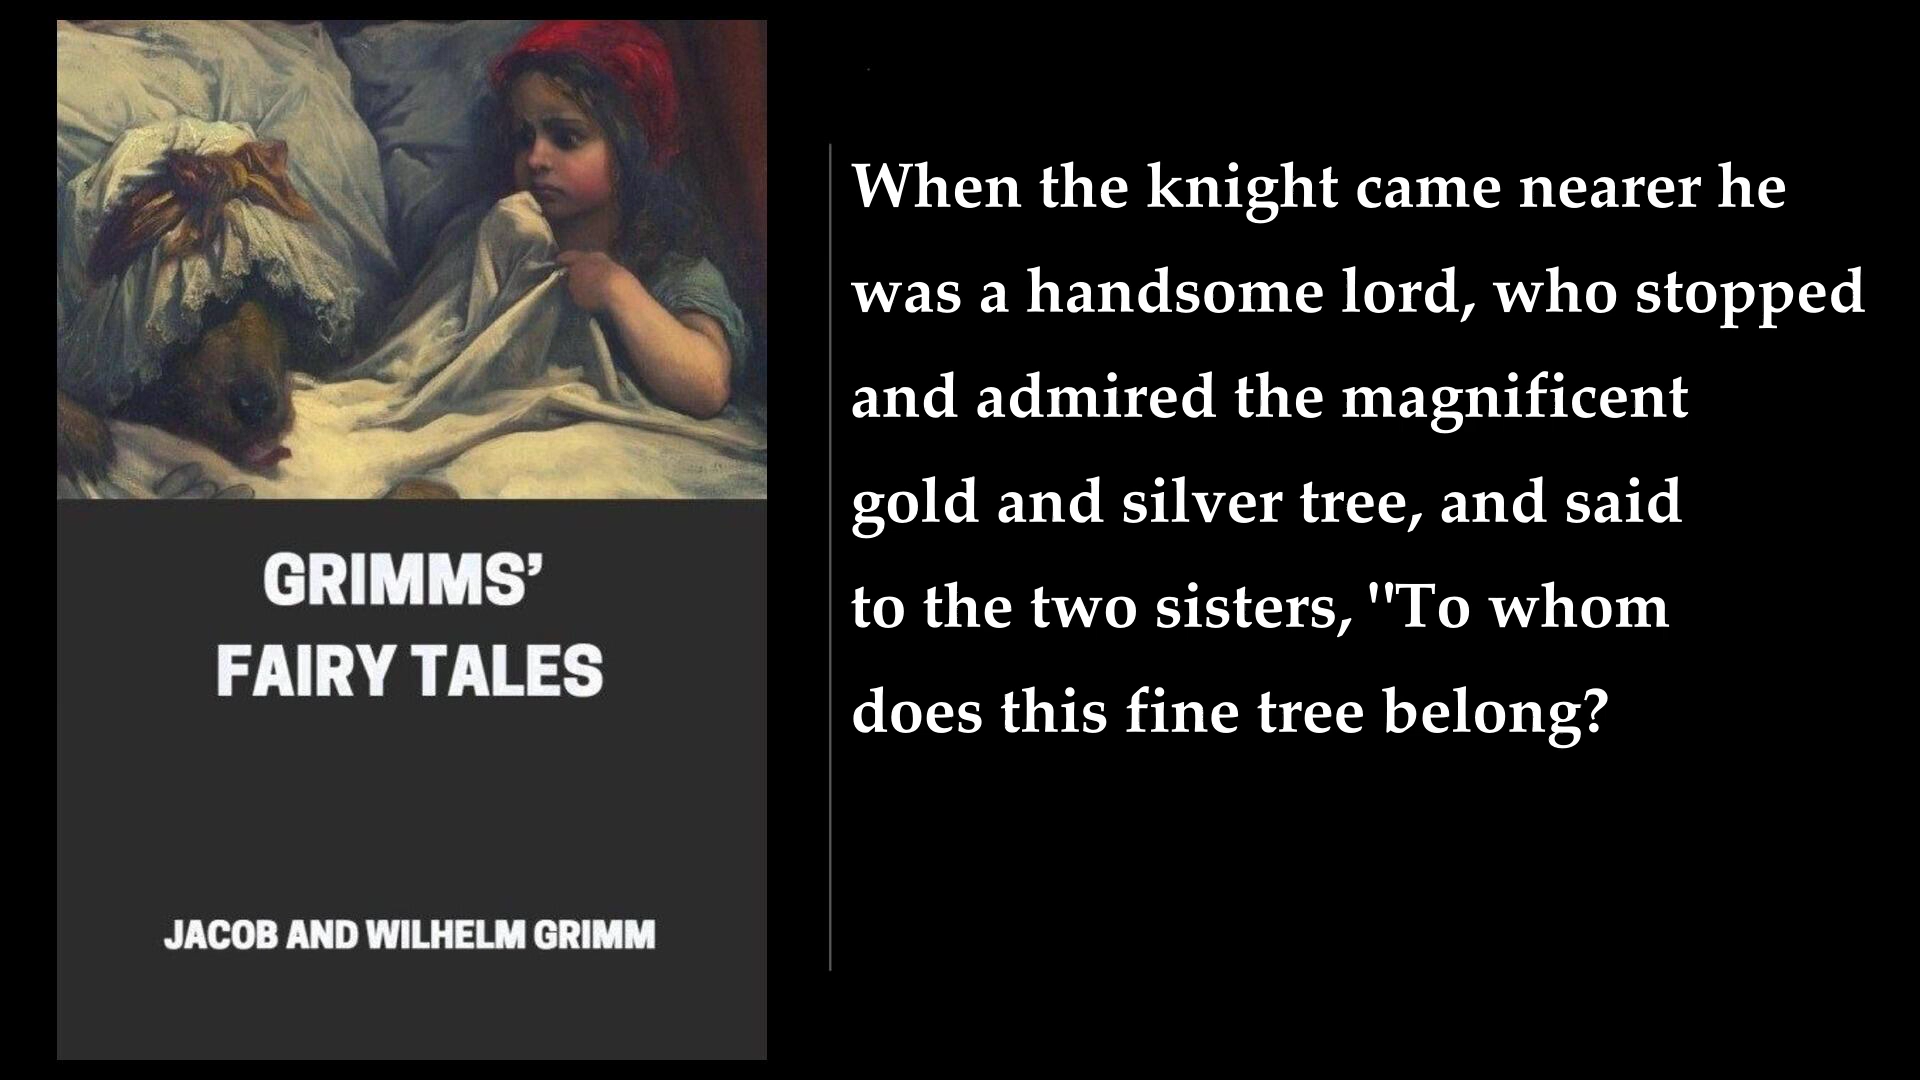 GRIMMS’
FAIRY TALES
JACOB AND WILHELM GRIMM
When the knight came nearer he
was a handsome lord, who stopped
and admired the magnificent
gold and silver tree, and said
to the two sisters, "To whom
does this fine tree belong?